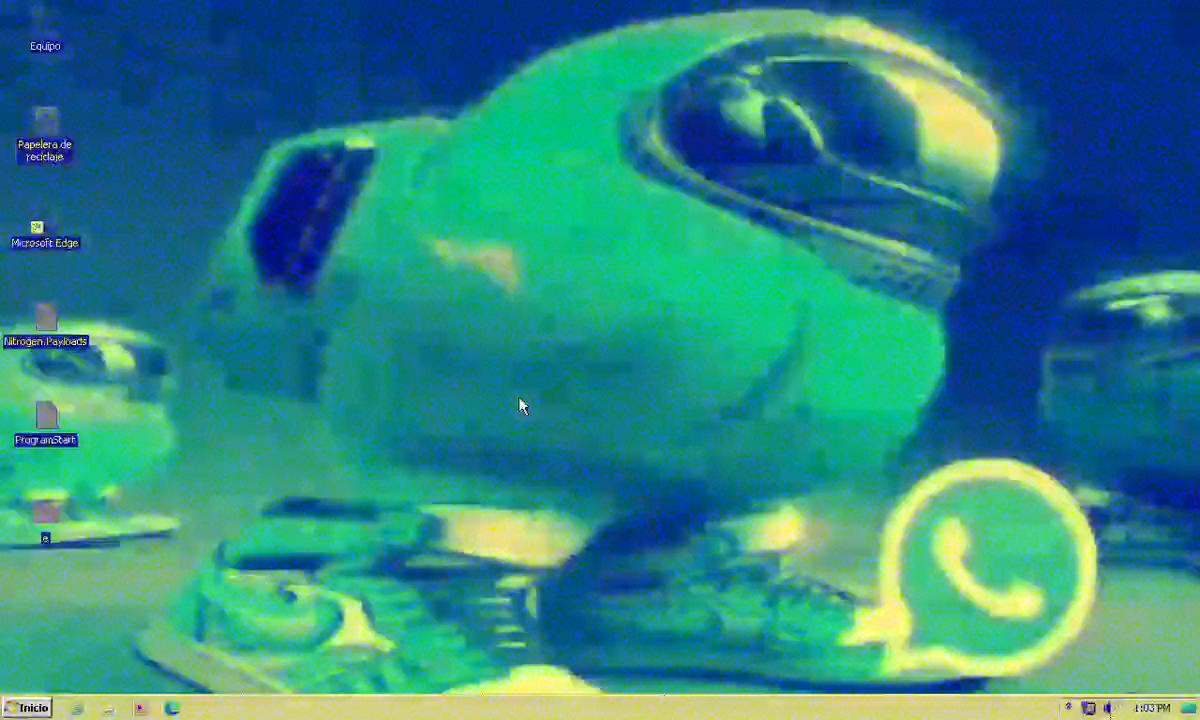 Equipo
Papelera de
reciclaje
Microsoft Edge
Nitrogen.Payloads
ProgramStart
e
Inicio
1:03 PM